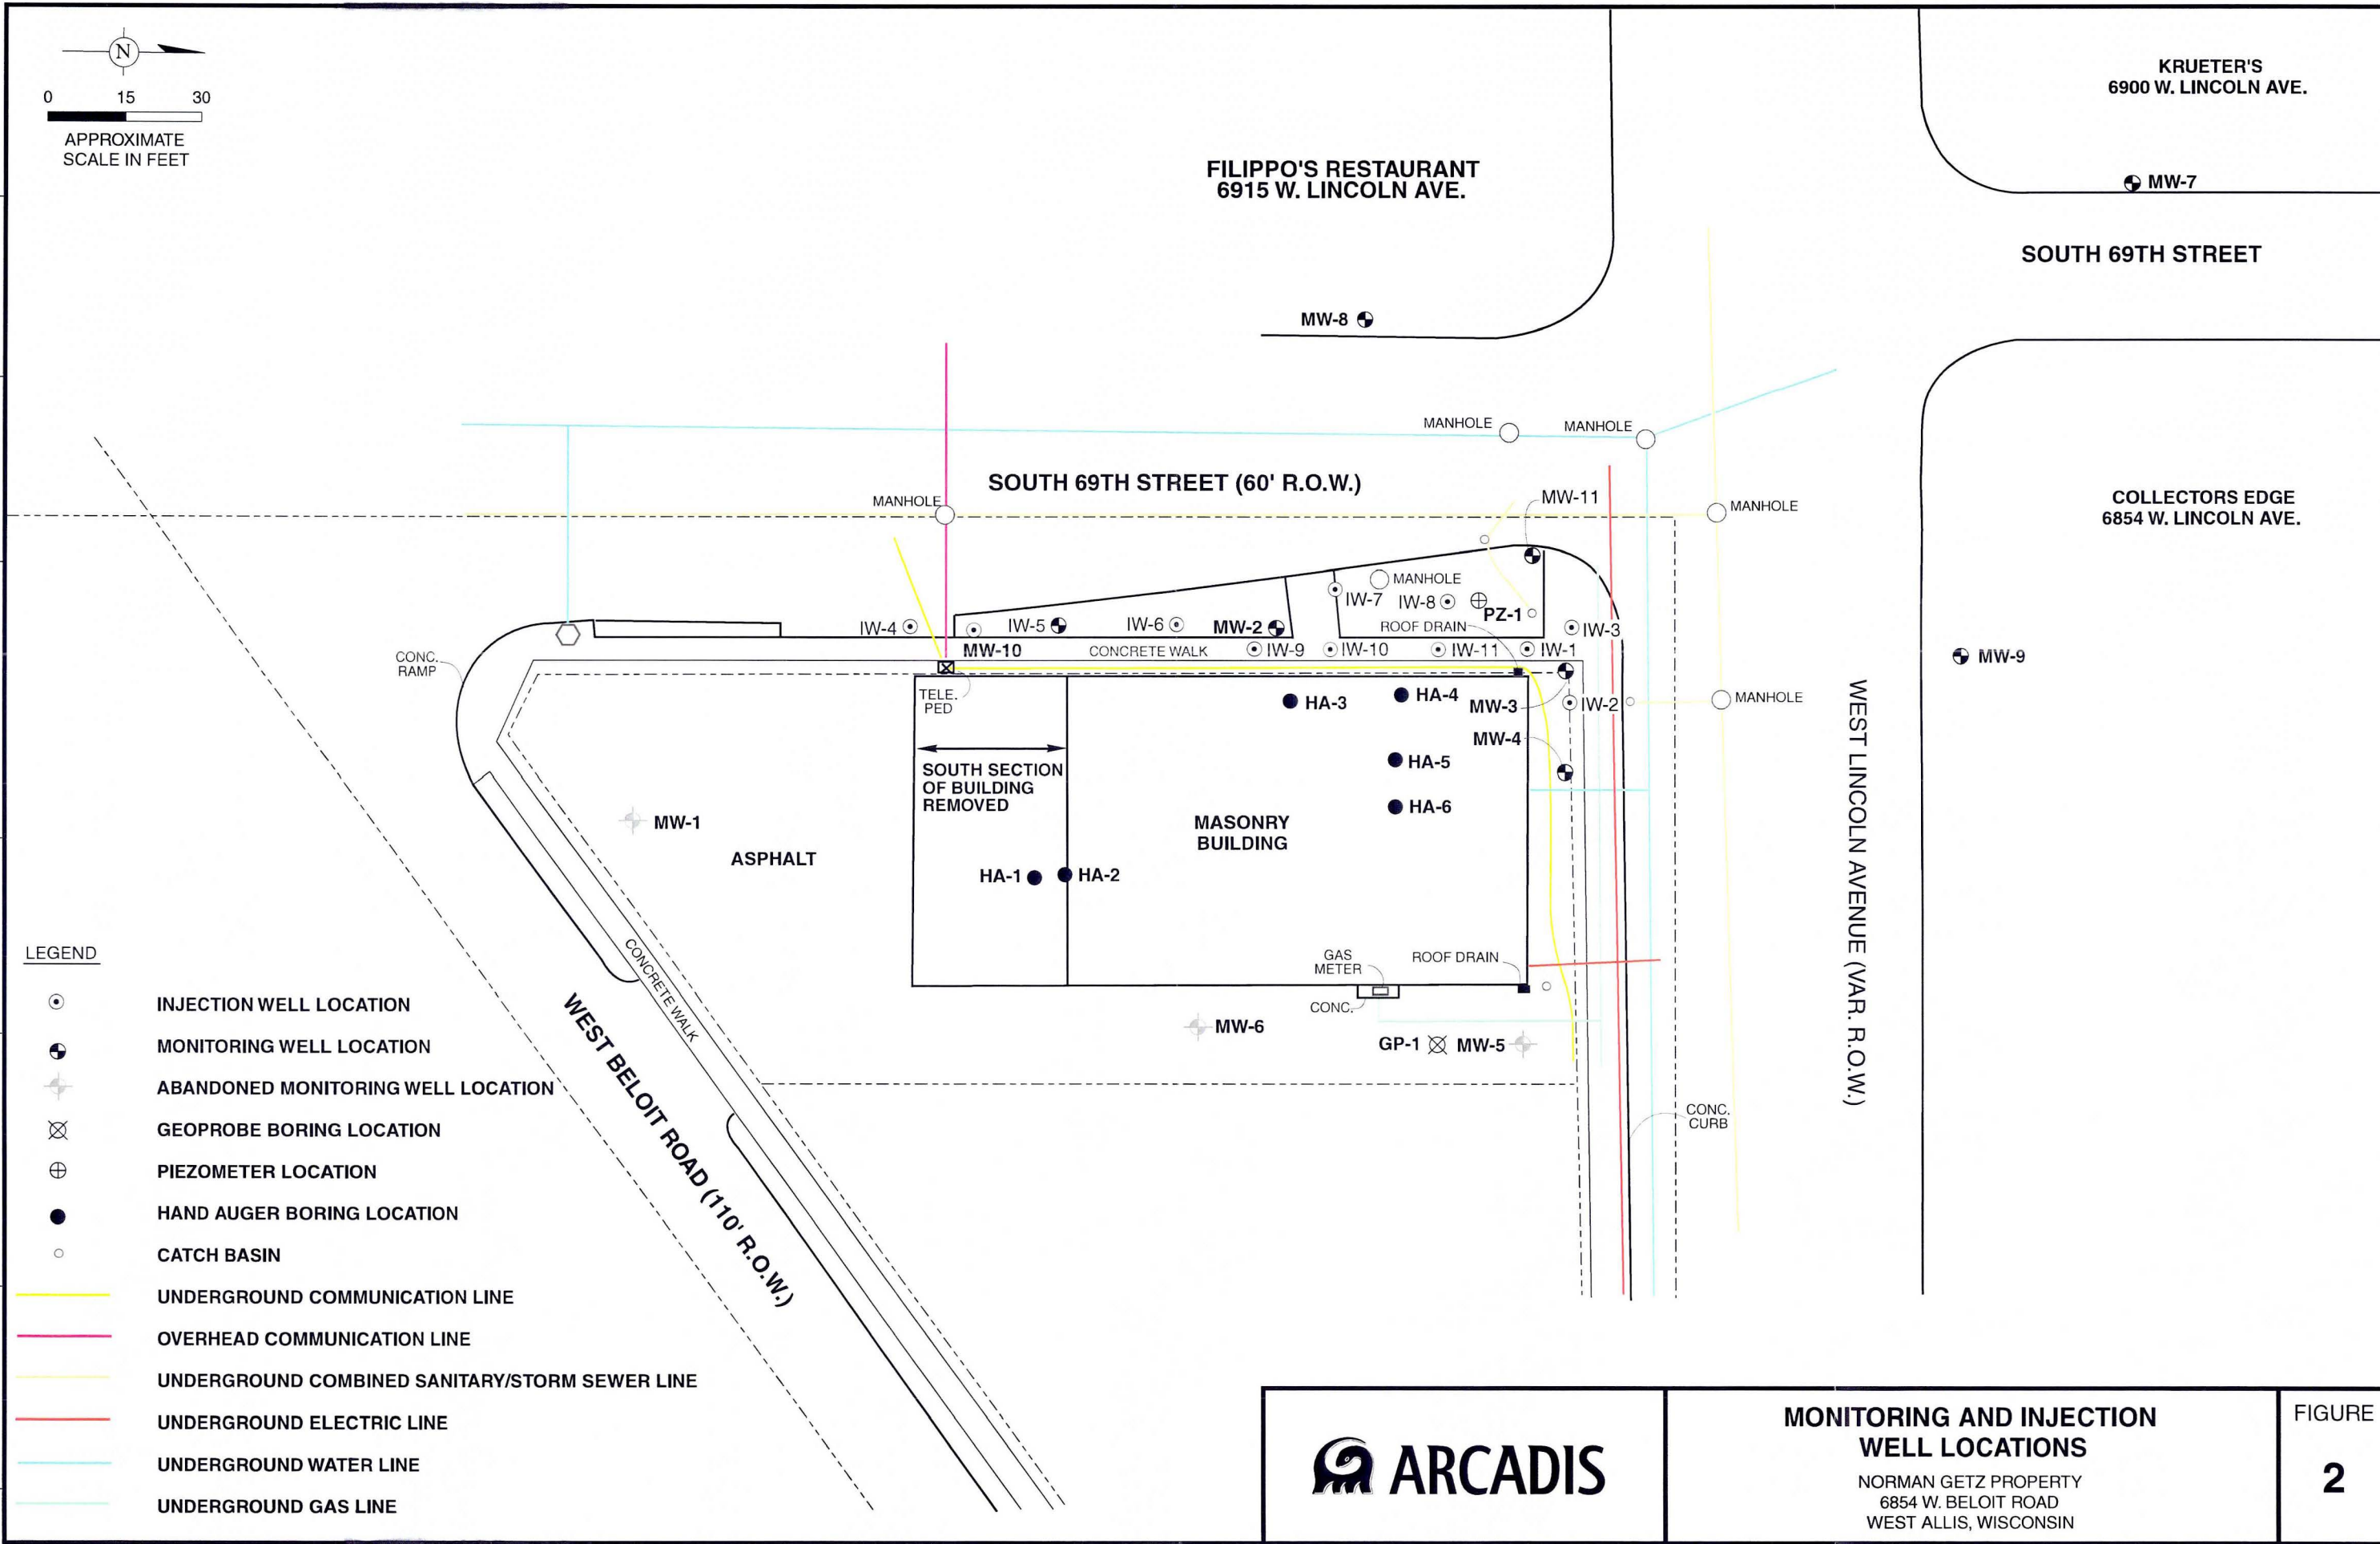 N
0 15 30
APPROXIMATE
SCALE IN FEET
KRUETER'S
6900 W. LINCOLN AVE.
FILIPPO'S RESTAURANT
6915 W. LINCOLN AVE.
MW-7
SOUTH 69TH STREET
MW-8
MANHOLE
MANHOLE
SOUTH 69TH STREET (60' R.O.W.)
MANHOLE
MW-11
MANHOLE
COLLECTORS EDGE
6854 W. LINCOLN AVE.
MANHOLE
IW-7
IW-8
PZ-1
IW-4
IW-5
IW-6
MW-2
ROOF DRAIN
IW-3
MW-10
CONCRETE WALK
IW-9
IW-10
IW-11
IW-1
MW-9
CONC.
RAMP
TELE.
PED
HA-3
HA-4
MW-3
IW-2
MANHOLE
MW-4
SOUTH SECTION
OF BUILDING
REMOVED
HA-5
HA-6
MW-1
ASPHALT
MASONRY
BUILDING
HA-1
HA-2
WEST LINCOLN AVENUE (VAR. R.O.W.)
CONCRETE WALK
GAS
METER
ROOF DRAIN
CONC.
MW-6
GP-1
MW-5
WEST BELOIT ROAD (110' R.O.W.)
CONC.
CURB
LEGEND
INJECTION WELL LOCATION
MONITORING WELL LOCATION
ABANDONED MONITORING WELL LOCATION
GEOPROBE BORING LOCATION
PIEZOMETER LOCATION
HAND AUGER BORING LOCATION
CATCH BASIN
UNDERGROUND COMMUNICATION LINE
OVERHEAD COMMUNICATION LINE
UNDERGROUND COMBINED SANITARY/STORM SEWER LINE
UNDERGROUND ELECTRIC LINE
UNDERGROUND WATER LINE
UNDERGROUND GAS LINE
ARCADIS
MONITORING AND INJECTION
WELL LOCATIONS
NORMAN GETZ PROPERTY
6854 W. BELOIT ROAD
WEST ALLIS, WISCONSIN
FIGURE
2